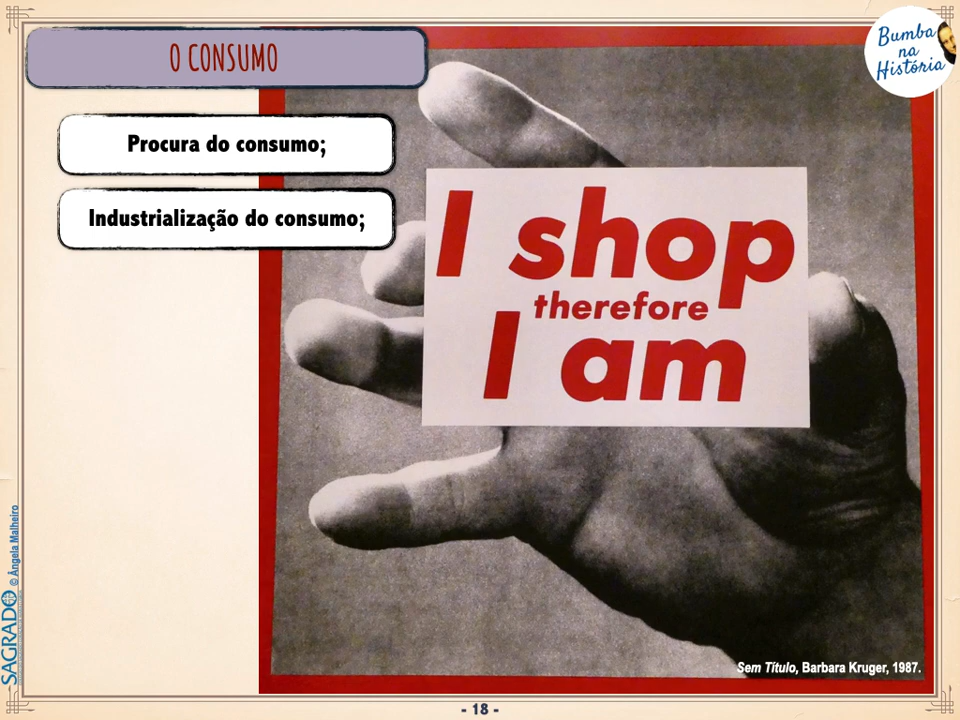 O CONSUMO
Bumba
na
História
Procura do consumo;
Industrialização do consumo;
I shop
therefore
I am
SAGRADO © Ângela Malheiro
Sem Título, Barbara Kruger, 1987.
- 18 -